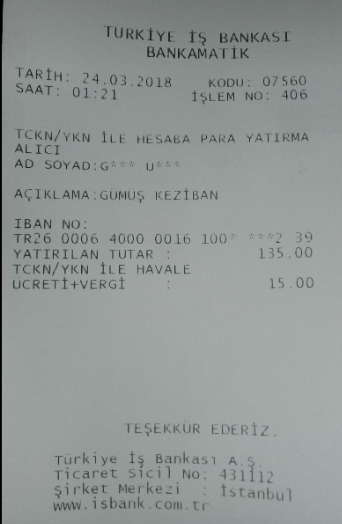 TÜRKİYE İŞ BANKASI
BANKAMATİK
TARİH: 24.03.2018 KODU: 07560
SAAT: 01:21 İŞLEM NO: 406
TCKN/YKN İLE HESABA PARA YATIRMA
ALICI
AD SOYAD:G*** U***
AÇIKLAMA:GÜMÜŞ KEZİBAN
IBAN NO:
TR26 0006 4000 0016 100* ***2 39
YATIRILAN TUTAR : 135.00
TCKN/YKN İLE HAVALE
ÜCRETİ+VERGİ : 15.00
TEŞEKKÜR EDERİZ.
Türkiye İş Bankası A.Ş.
Ticaret Sicil No: 431112
Şirket Merkezi : İstanbul
www.isbank.com.tr